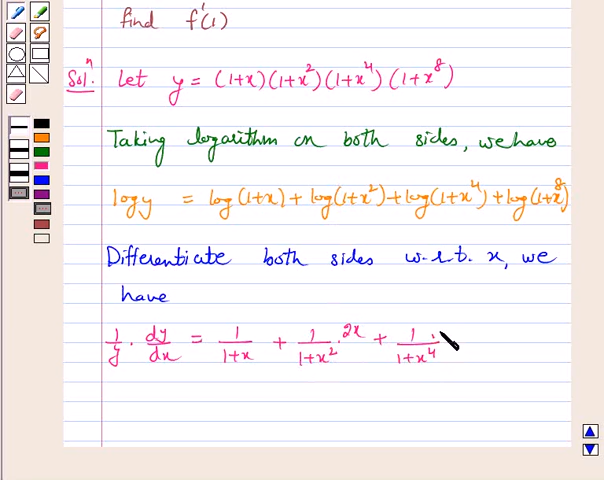 find f'(1)
Solⁿ Let y = (1+x)(1+x²)(1+x⁴)(1+x⁸)
Taking logarithm on both sides, we have
log y = log(1+x) + log(1+x²) + log(1+x⁴) + log(1+x⁸)
Differentiate both sides w.r.t. x, we
have
1/y · dy/dx = 1/(1+x) + 1/(1+x²) · 2x + 1/(1+x⁴) ·